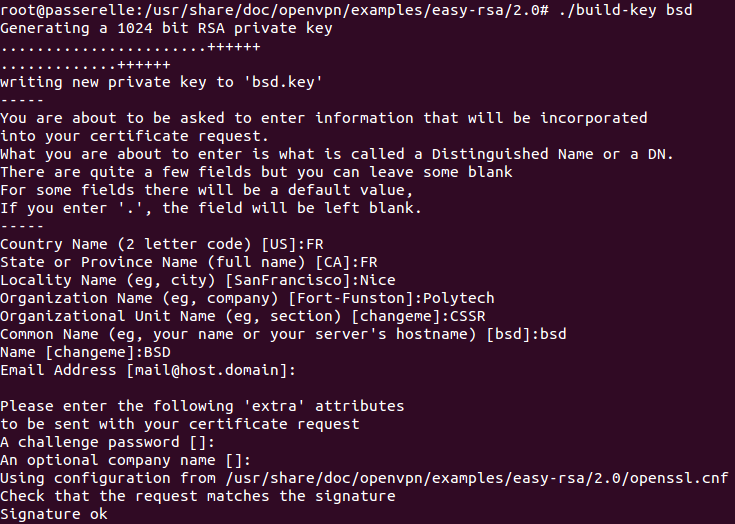 root@passerelle:/usr/share/doc/openvpn/examples/easy-rsa/2.0# ./build-key bsd
Generating a 1024 bit RSA private key
.......................++++++
.............++++++
writing new private key to 'bsd.key'
-----
You are about to be asked to enter information that will be incorporated
into your certificate request.
What you are about to enter is what is called a Distinguished Name or a DN.
There are quite a few fields but you can leave some blank
For some fields there will be a default value,
If you enter '.', the field will be left blank.
-----
Country Name (2 letter code) [US]:FR
State or Province Name (full name) [CA]:FR
Locality Name (eg, city) [SanFrancisco]:Nice
Organization Name (eg, company) [Fort-Funston]:Polytech
Organizational Unit Name (eg, section) [changeme]:CSSR
Common Name (eg, your name or your server's hostname) [bsd]:bsd
Name [changeme]:BSD
Email Address [mail@host.domain]:

Please enter the following 'extra' attributes
to be sent with your certificate request
A challenge password []:
An optional company name []:
Using configuration from /usr/share/doc/openvpn/examples/easy-rsa/2.0/openssl.cnf
Check that the request matches the signature
Signature ok